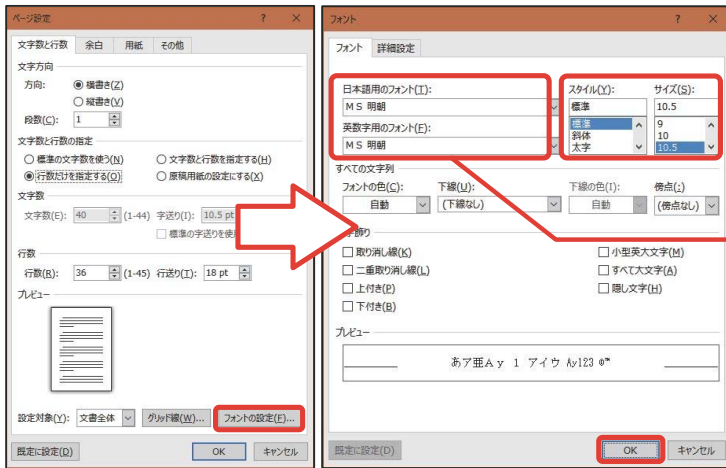 ページ設定 ? ×
文字数と行数 余白 用紙 その他
文字方向
方向: 横書き(Z)
縦書き(V)
段数(C): 1
文字数と行数の指定
標準の文字数を使う(N) 文字数と行数を指定する(H)
行数だけを指定する(O) 原稿用紙の設定にする(X)
文字数
文字数(E): 40 (1-44) 字送り(I): 10.5 pt
標準の字送りを使用
行数
行数(R): 36 (1-45) 行送り(T): 18 pt
プレビュー
設定対象(Y): 文書全体 グリッド線(W)... フォントの設定(F)...
既定に設定(D) OK キャンセル
フォント ? ×
フォント 詳細設定
日本語用のフォント(T): スタイル(Y): サイズ(S):
MS 明朝 標準 10.5
英数字用のフォント(F): 標準 9
斜体 10
MS 明朝 太字 10.5
すべての文字列
フォントの色(C): 下線(U): 下線の色(I): 傍点(:)
自動 (下線なし) 自動 (傍点なし)
字飾り
取り消し線(K) 小型英大文字(M)
二重取り消し線(L) すべて大文字(A)
上付き(P) 隠し文字(H)
下付き(B)
プレビュー
あア亜Ay 1 アイウ Ay123 @™
既定に設定(D) OK キャンセル